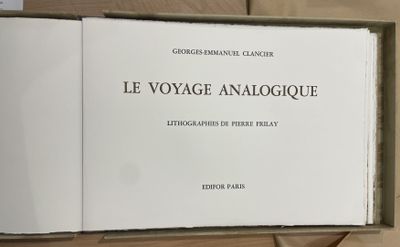 GEORGES-EMMANUEL CLANCIER
LE VOYAGE ANALOGIQUE
LITHOGRAPHIES DE PIERRE FRILAY
EDIFOR PARIS